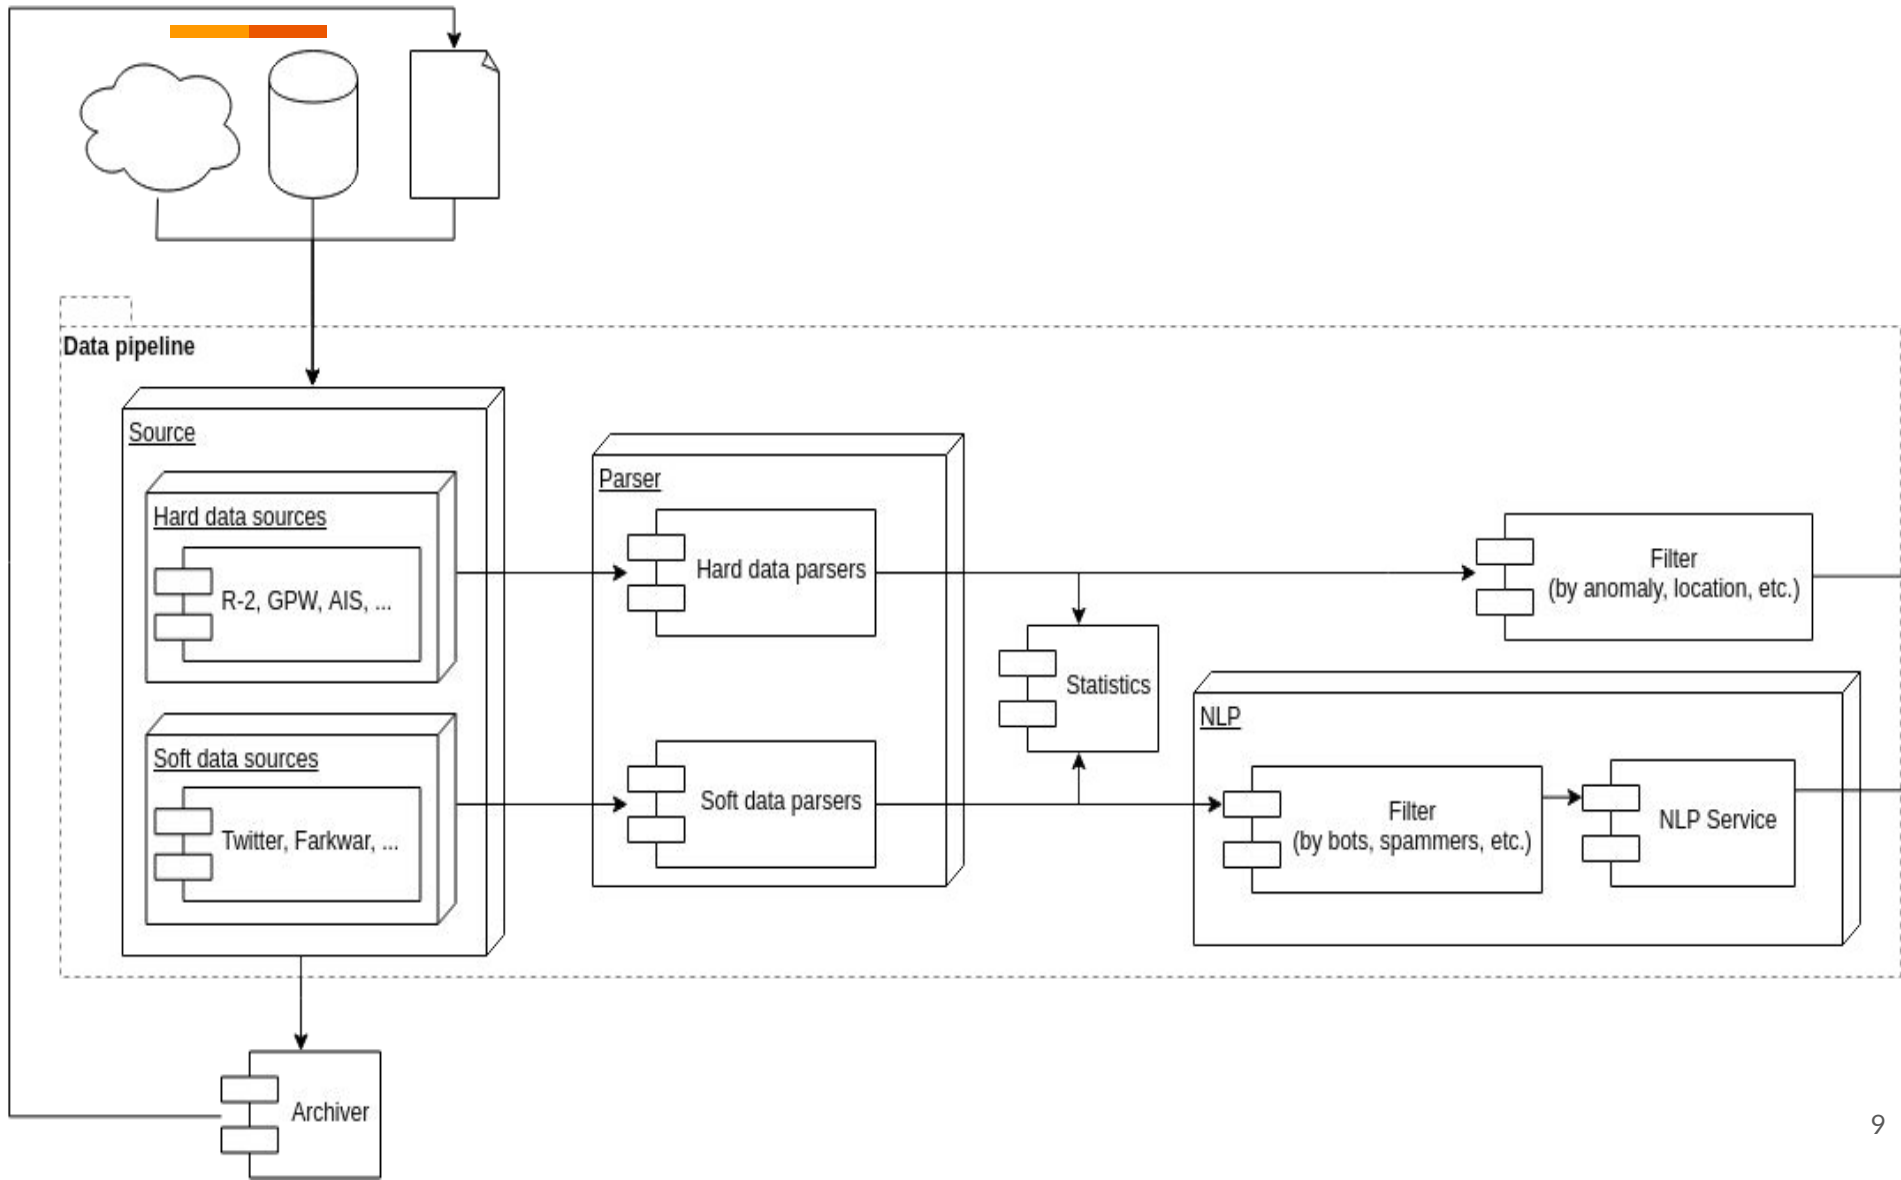 Data pipeline
Source
Hard data sources
R-2, GPW, AIS, ...
Soft data sources
Twitter, Farkwar, ...
Parser
Hard data parsers
Soft data parsers
Statistics
Filter
(by anomaly, location, etc.)
NLP
Filter
(by bots, spammers, etc.)
NLP Service
Archiver
9